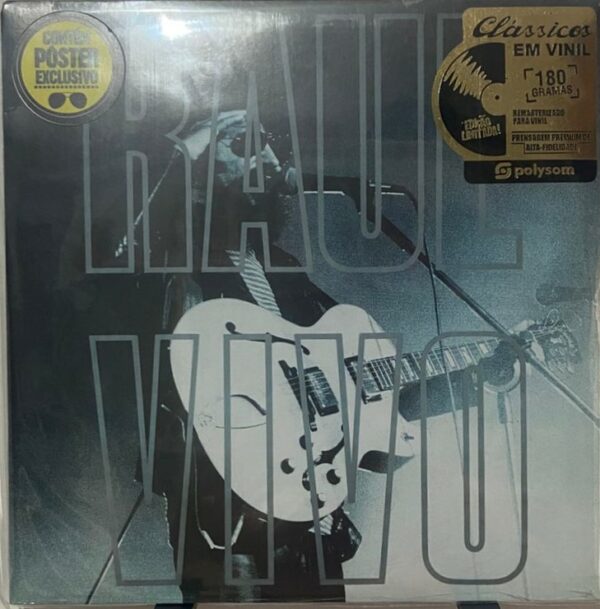 CONTÉM
PÔSTER
EXCLUSIVO
RAUL
VIVO
Clássicos
EM VINIL
180
GRAMAS
EDIÇÃO
LIMITADA!
REMASTERIZADO
PARA VINIL
PRENSAGEM PREMIUM DE
ALTA-FIDELIDADE
polysom